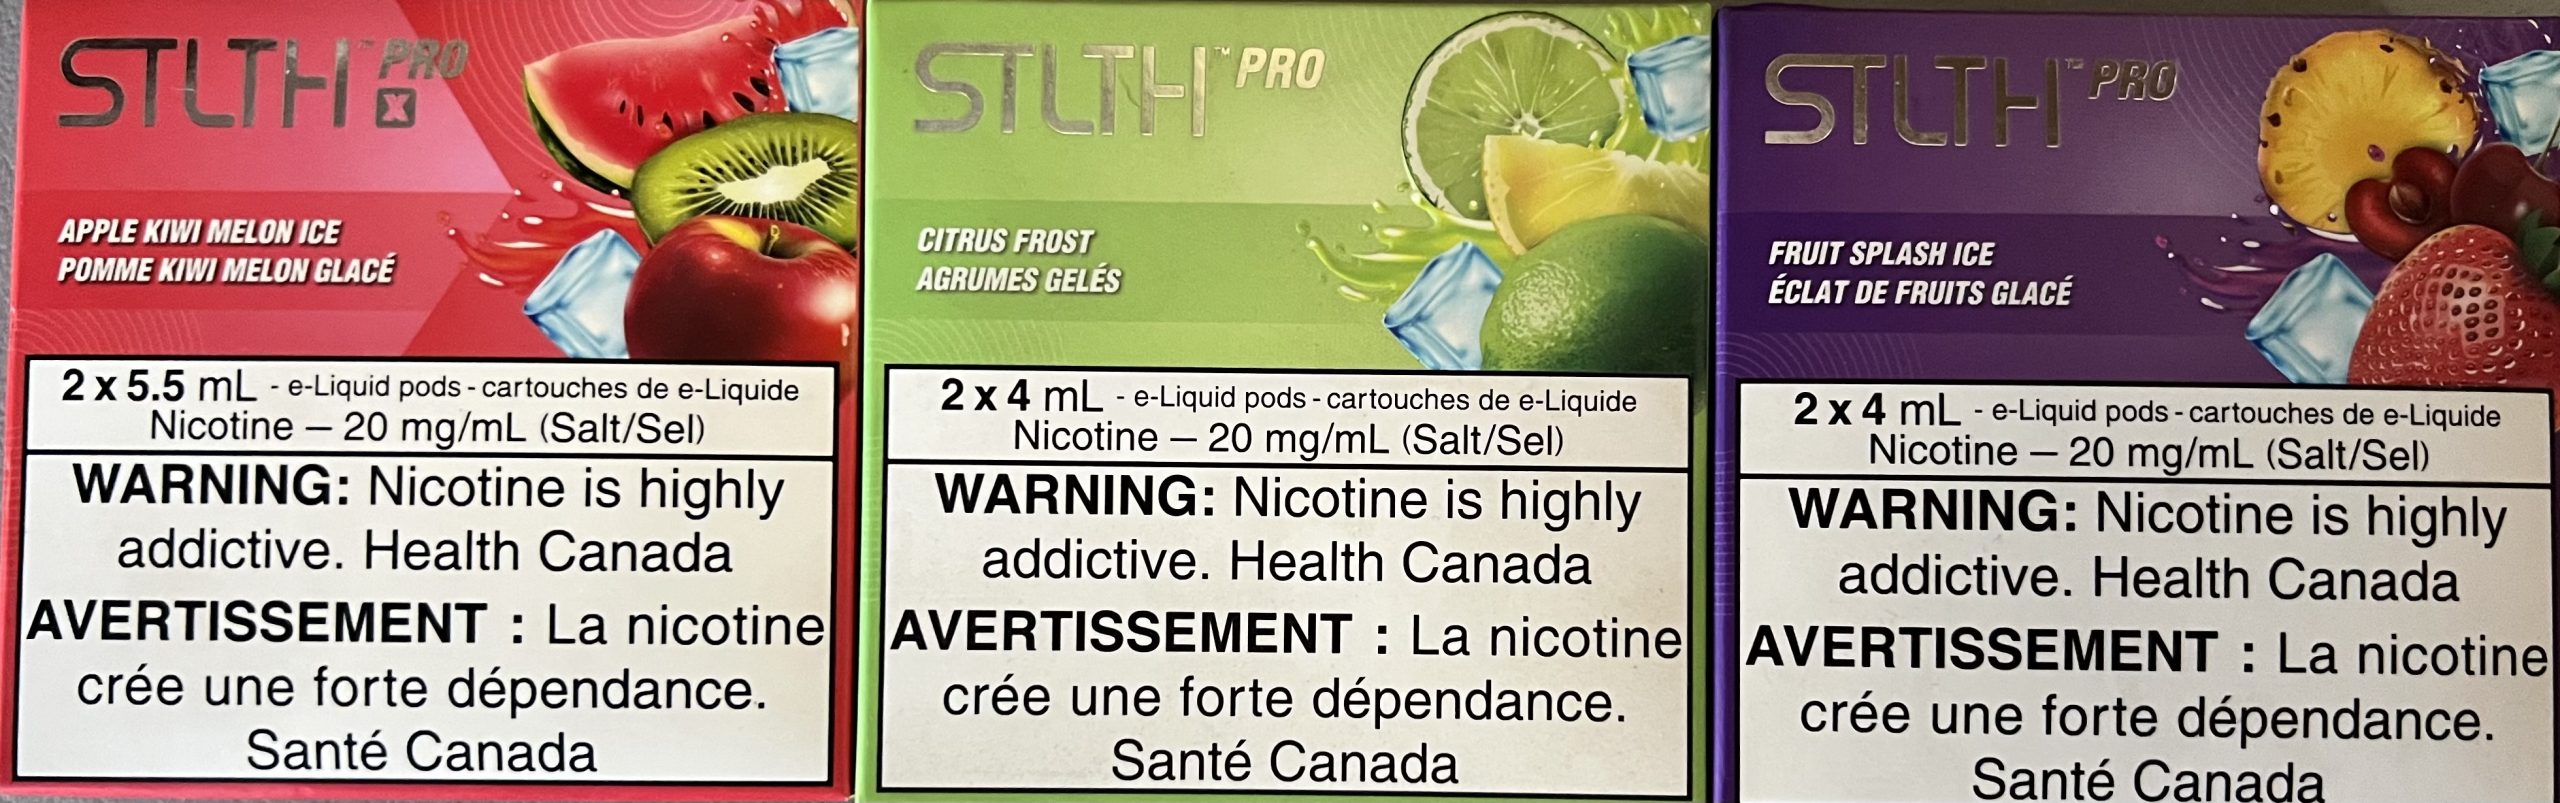 STLTH™ PRO
X
APPLE KIWI MELON ICE
POMME KIWI MELON GLACÉ
2 x 5.5 mL - e-Liquid pods - cartouches de e-Liquide
Nicotine – 20 mg/mL (Salt/Sel)
WARNING: Nicotine is highly
addictive. Health Canada
AVERTISSEMENT : La nicotine
crée une forte dépendance.
Santé Canada
STLTH™ PRO
CITRUS FROST
AGRUMES GELÉS
2 x 4 mL - e-Liquid pods - cartouches de e-Liquide
Nicotine – 20 mg/mL (Salt/Sel)
WARNING: Nicotine is highly
addictive. Health Canada
AVERTISSEMENT : La nicotine
crée une forte dépendance.
Santé Canada
STLTH™ PRO
FRUIT SPLASH ICE
ÉCLAT DE FRUITS GLACÉ
2 x 4 mL - e-Liquid pods - cartouches de e-Liquide
Nicotine – 20 mg/mL (Salt/Sel)
WARNING: Nicotine is highly
addictive. Health Canada
AVERTISSEMENT : La nicotine
crée une forte dépendance.
Santé Canada